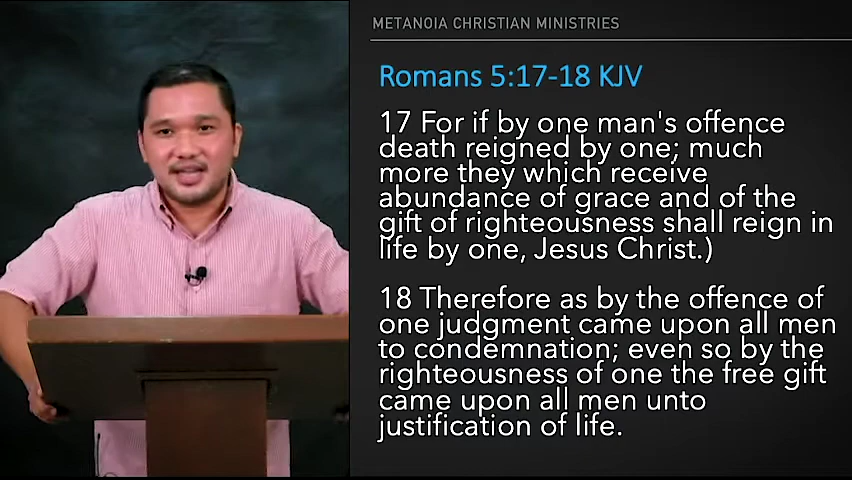 METANOIA CHRISTIAN MINISTRIES
Romans 5:17-18 KJV
17 For if by one man's offence
death reigned by one; much
more they which receive
abundance of grace and of the
gift of righteousness shall reign in
life by one, Jesus Christ.)
18 Therefore as by the offence of
one judgment came upon all men
to condemnation; even so by the
righteousness of one the free gift
came upon all men unto
justification of life.